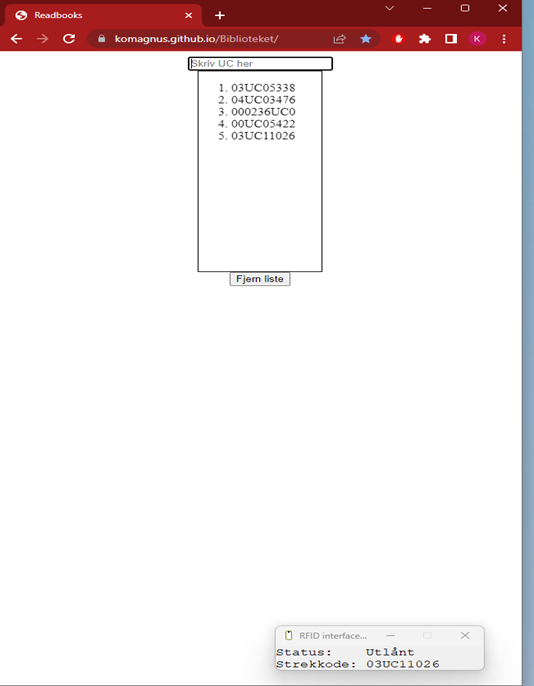 Readbooks
komagnus.github.io/Biblioteket/
K
Skriv UC her
1. 03UC05338
2. 04UC03476
3. 000236UC0
4. 00UC05422
5. 03UC11026
Fjern liste
RFID interface...
Status: Utlånt
Strekkode: 03UC11026